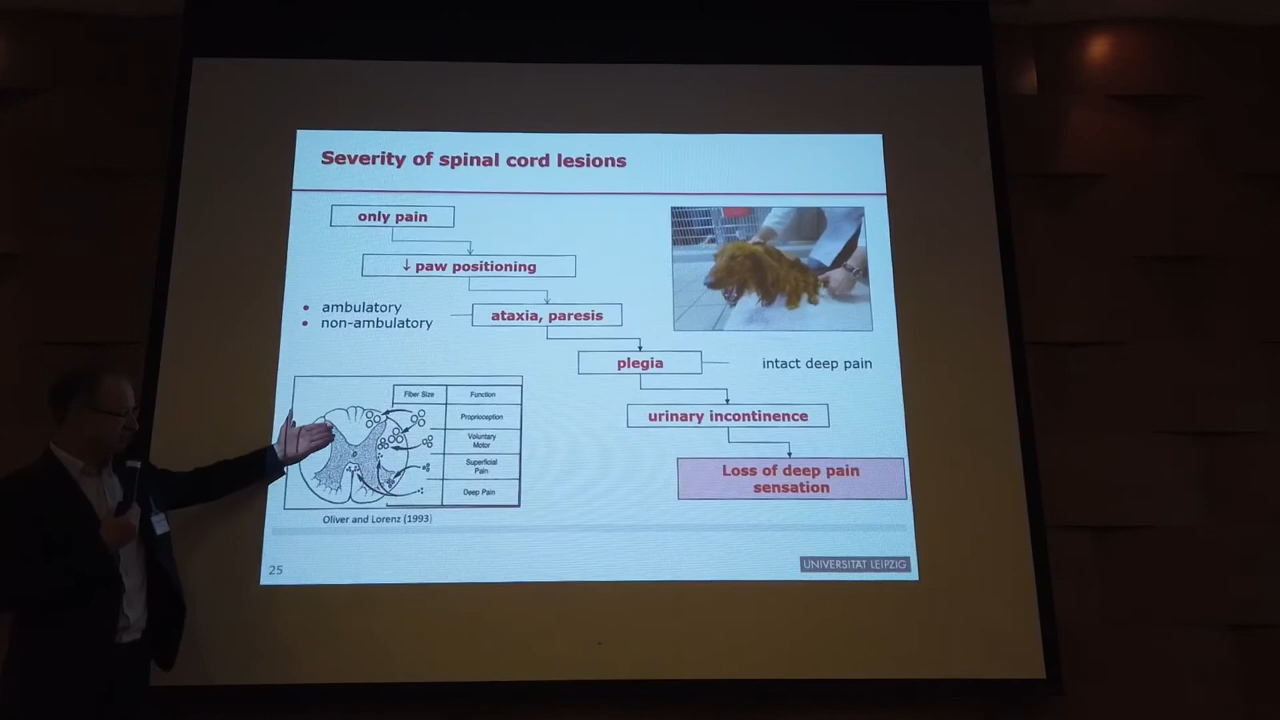 Severity of spinal cord lesions
only pain
↓ paw positioning
• ambulatory
• non-ambulatory
ataxia, paresis
plegia
intact deep pain
urinary incontinence
Loss of deep pain
sensation
Fiber Size
Function
Proprioception
Voluntary
Motor
Superficial
Pain
Deep Pain
Oliver and Lorenz (1993)
25
UNIVERSITÄT LEIPZIG